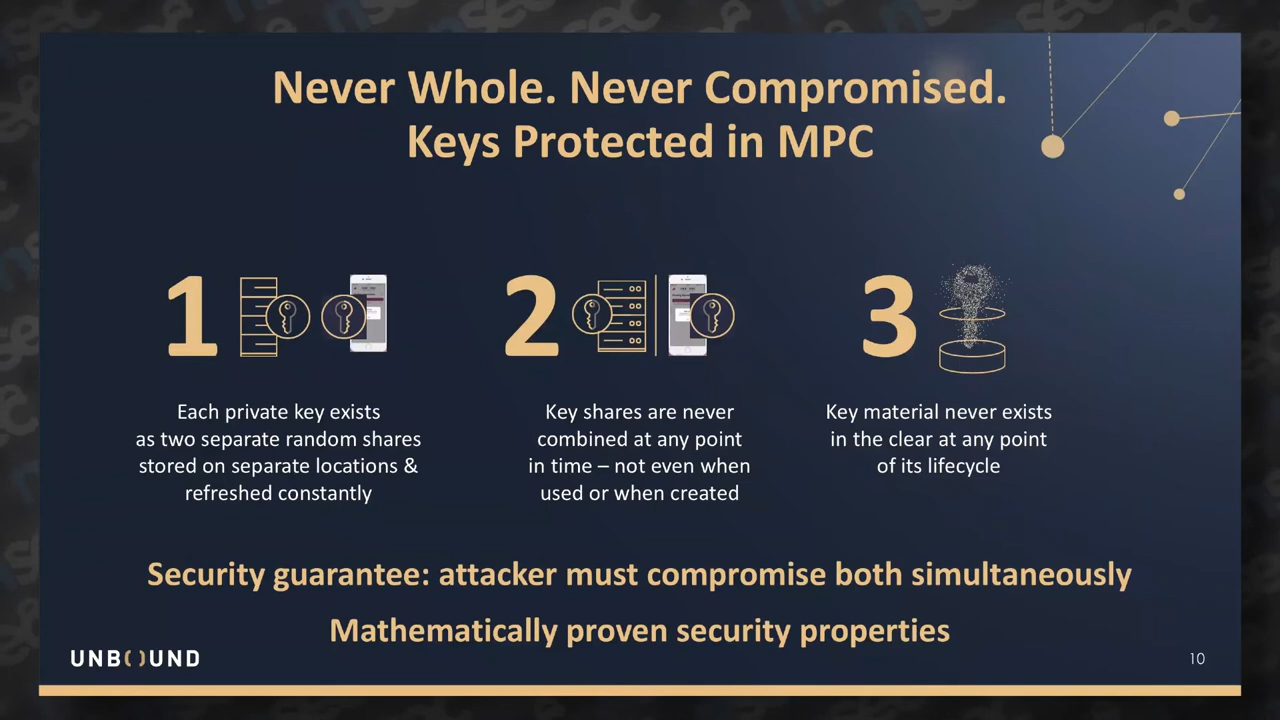 Never Whole. Never Compromised.
Keys Protected in MPC
1
Each private key exists
as two separate random shares
stored on separate locations &
refreshed constantly
2
Key shares are never
combined at any point
in time – not even when
used or when created
3
Key material never exists
in the clear at any point
of its lifecycle
Security guarantee: attacker must compromise both simultaneously
Mathematically proven security properties
UNBOUND
10